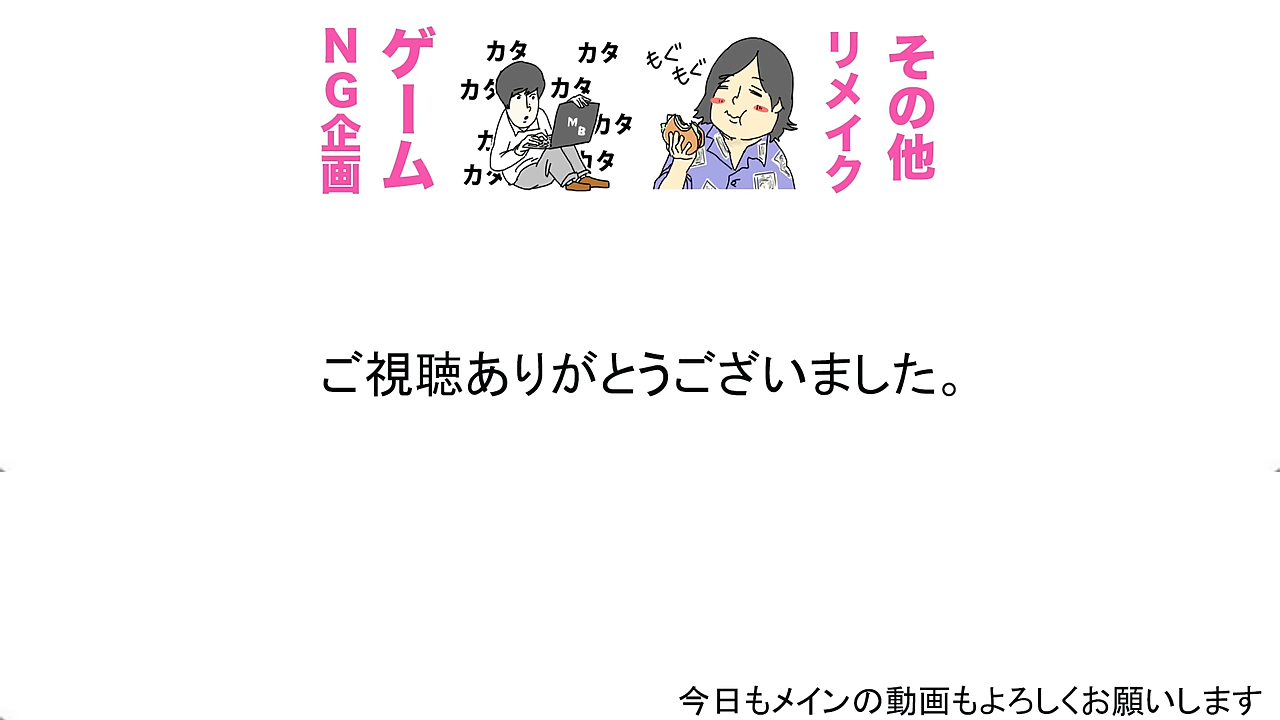 その他
リメイク
もぐ
もぐ
カタ
カタ
カタ
カタ
カタ
カタ
カタ
カタ
MB
ゲーム
NG企画
ご視聴ありがとうございました。
今日もメインの動画もよろしくお願いします